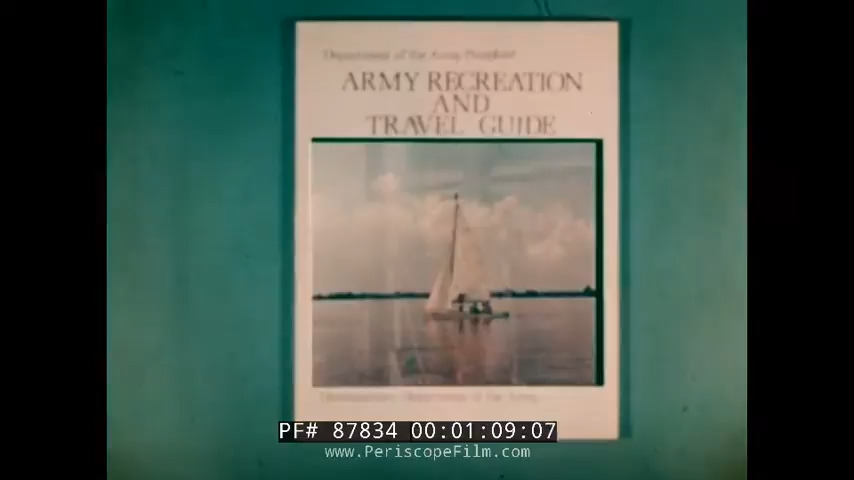 Department of the Army Pamphlet
ARMY RECREATION
AND
TRAVEL GUIDE
Headquarters, Department of the Army
PF# 87834 00:01:09:07
www.PeriscopeFilm.com